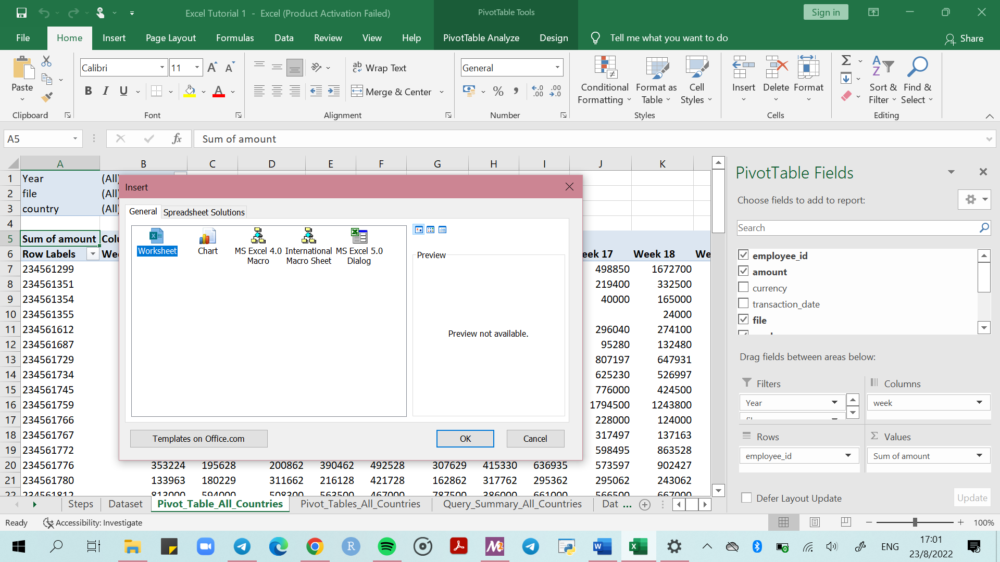 Excel Tutorial 1 - Excel (Product Activation Failed)
PivotTable Tools
Sign in
File Home Insert Page Layout Formulas Data Review View Help PivotTable Analyze Design Tell me what you want to do Share
Paste
Clipboard
Calibri 11
B I U
Font
Wrap Text
Merge & Center
Alignment
General
Number
Conditional Formatting
Format as Table
Cell Styles
Styles
Insert Delete Format
Cells
Sort & Filter
Find & Select
Editing
A5 fx Sum of amount
A B C D E F G H I J K
1 Year (All)
2 file (All)
3 country (All)
4
5 Sum of amount Colu
6 Row Labels We eek 17 Week 18 We
7 234561299 498850 1672700
8 234561351 219400 332500
9 234561354 40000 165000
10 234561355 24000
11 234561612 296040 274100
12 234561687 95280 132480
13 234561729 807197 647931
14 234561734 625230 526997
15 234561745 776000 424500
16 234561759 1794500 1243800
17 234561766 228000 124000
18 234561767 317497 137163
19 234561772 598495 863528
20 234561776 353224 195628 200862 390462 492528 307629 415330 636935 573597 902427
21 234561780 133963 180229 311662 216128 421728 162862 317762 295362 295062 243062
22 234561812 813000 594000 508300 563500 467000 787500 386000 661000 566500 667000
Insert
General Spreadsheet Solutions
Worksheet
Chart
MS Excel 4.0 Macro
International Macro Sheet
MS Excel 5.0 Dialog
Preview
Preview not available.
Templates on Office.com OK Cancel
PivotTable Fields
Choose fields to add to report:
Search
employee_id
amount
currency
transaction_date
file
Drag fields between areas below:
Filters
Year
Columns
week
Rows
employee_id
Values
Sum of amount
Defer Layout Update Update
Steps Dataset Pivot_Table_All_Countries Pivot_Tables_All_Countries Query_Summary_All_Countries Dat ...
Ready Accessibility: Investigate 100%
ENG
17:01
23/8/2022